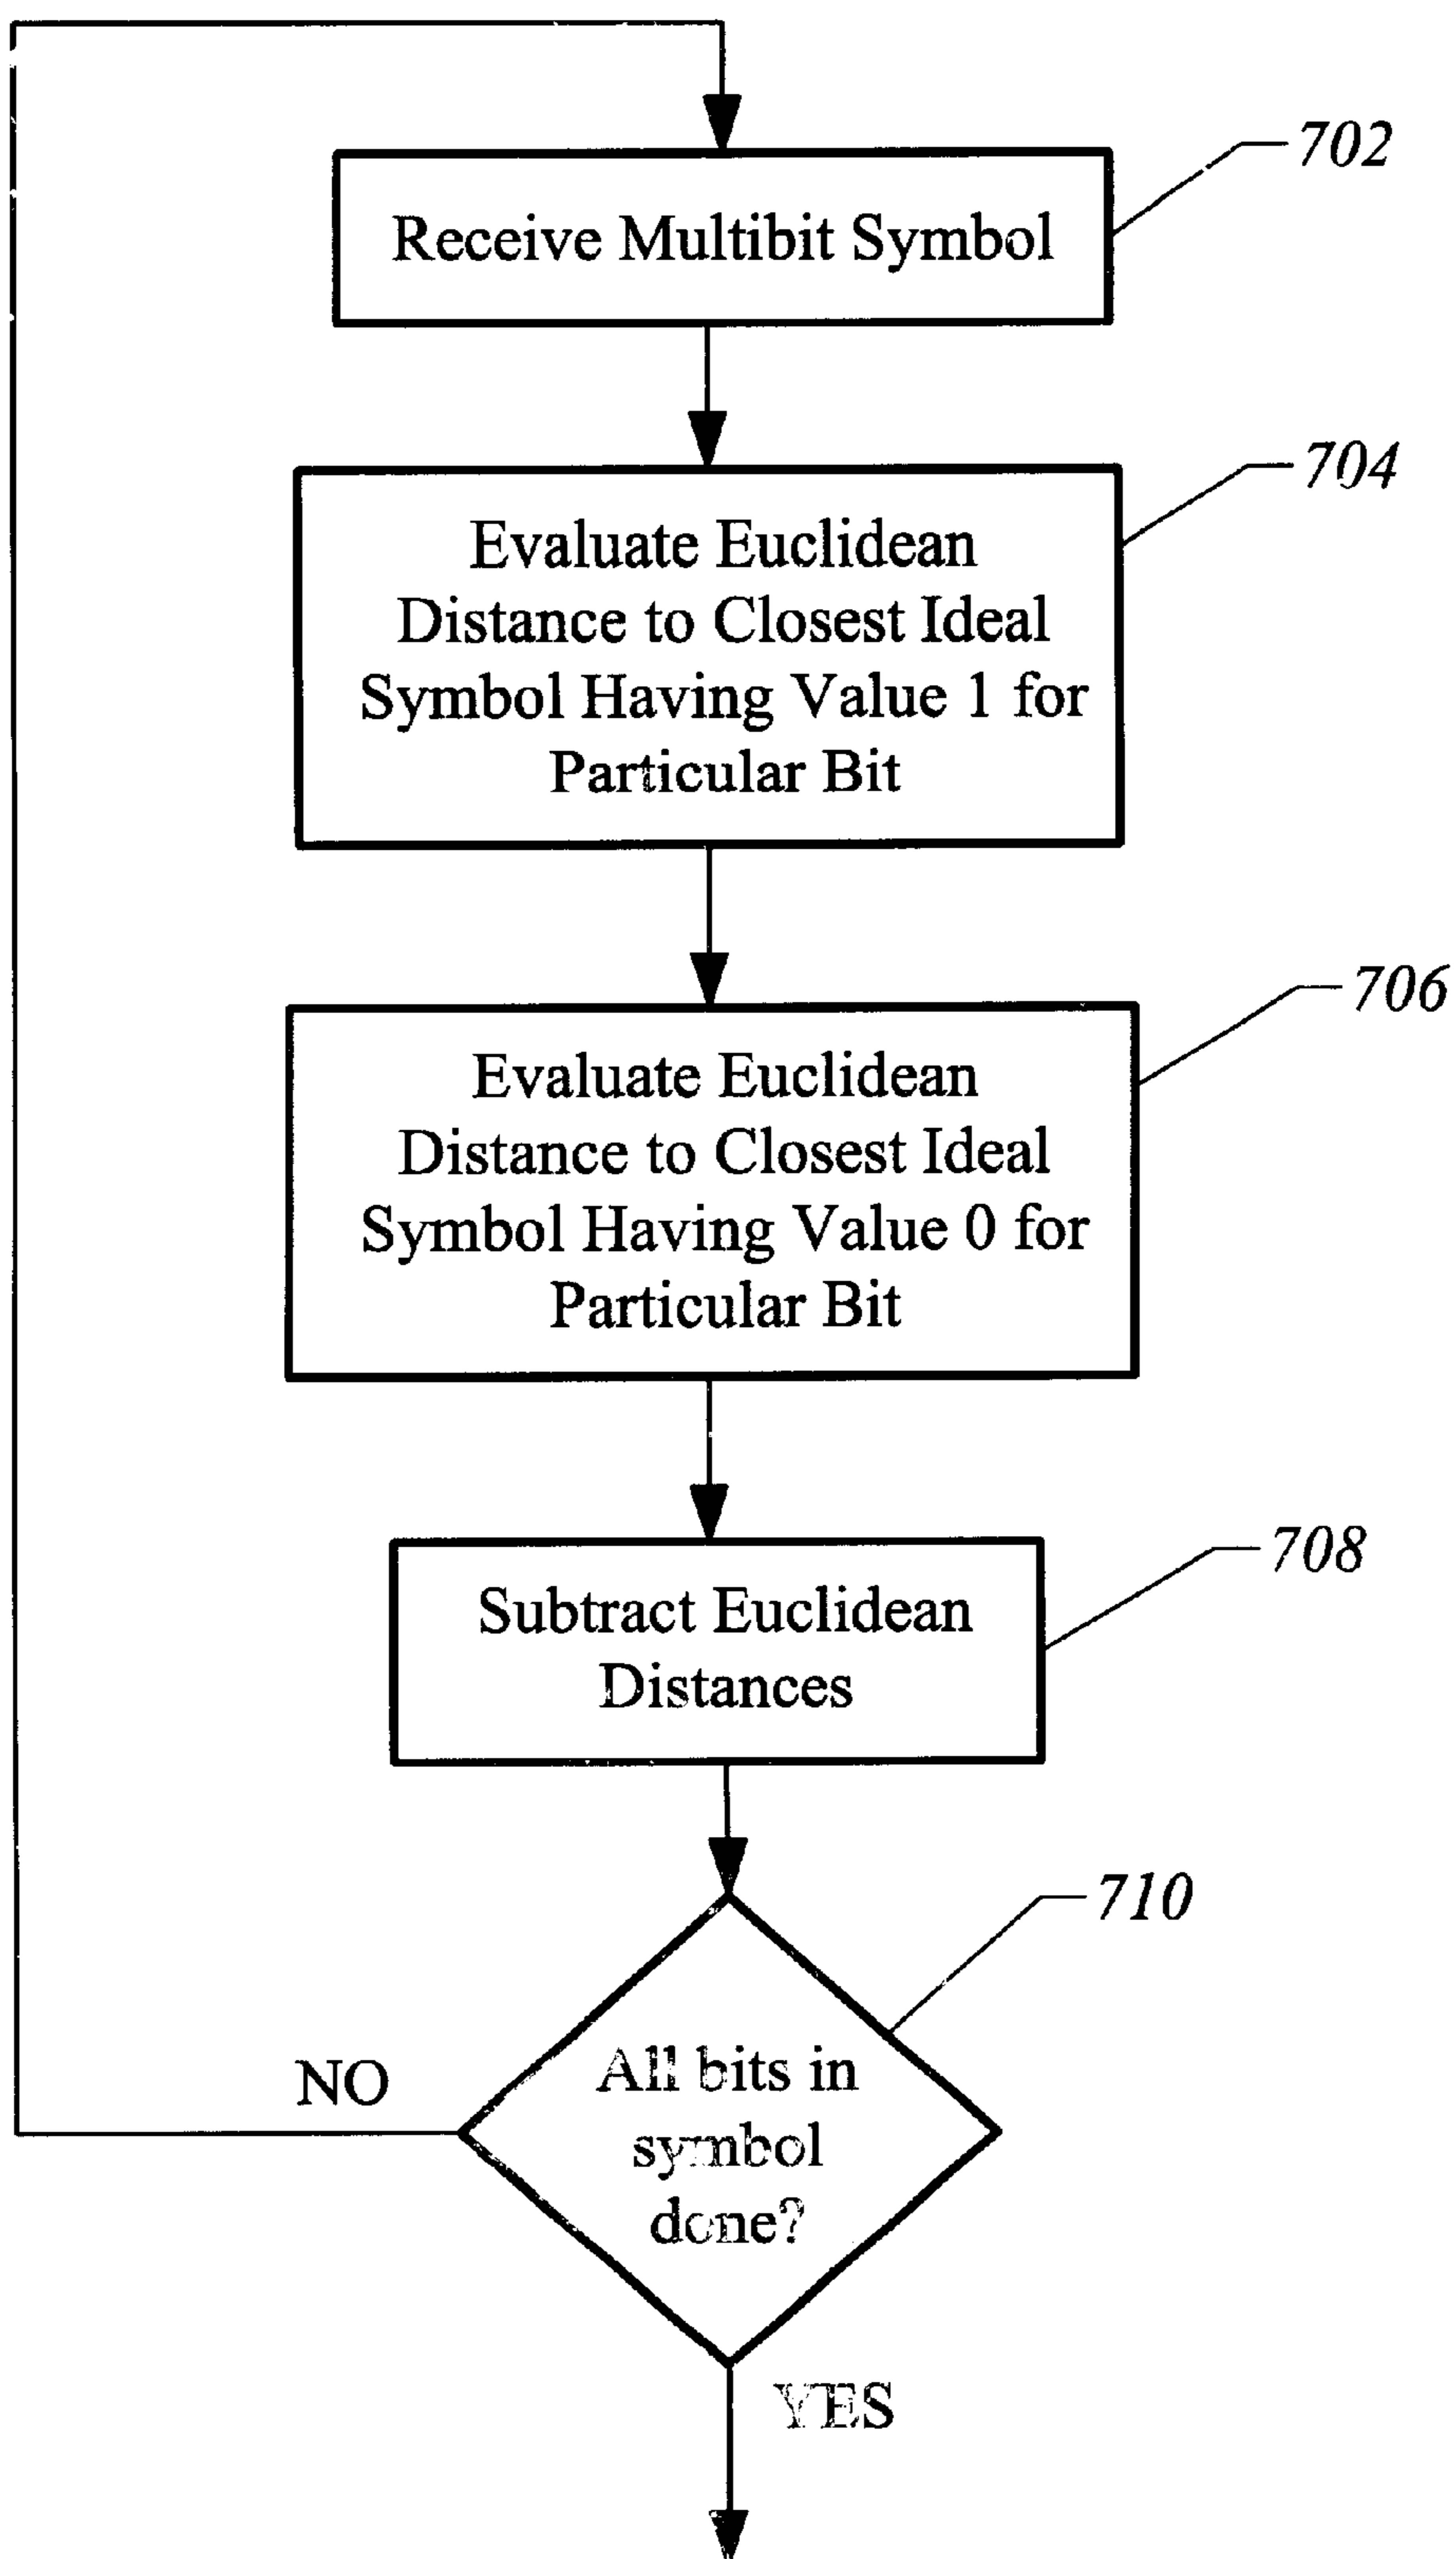 702
Receive Multibit Symbol
704
Evaluate Euclidean
Distance to Closest Ideal
Symbol Having Value 1 for
Particular Bit
706
Evaluate Euclidean
Distance to Closest Ideal
Symbol Having Value 0 for
Particular Bit
708
Subtract Euclidean
Distances
710
All bits in
symbol
done?
NO
YES